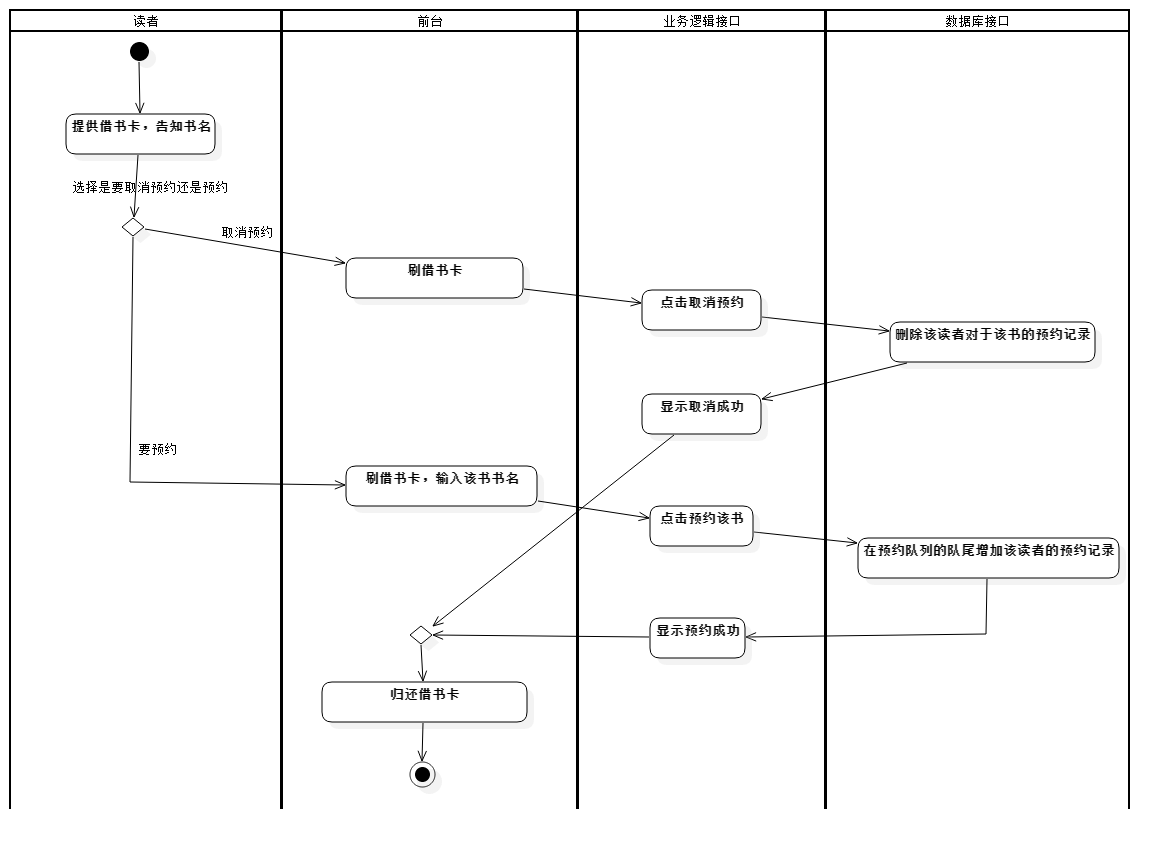 读者
前台
业务逻辑接口
数据库接口
提供借书卡，告知书名
选择是要取消预约还是预约
取消预约
刷借书卡
点击取消预约
删除该读者对于该书的预约记录
显示取消成功
要预约
刷借书卡，输入该书书名
点击预约该书
在预约队列的队尾增加该读者的预约记录
显示预约成功
归还借书卡